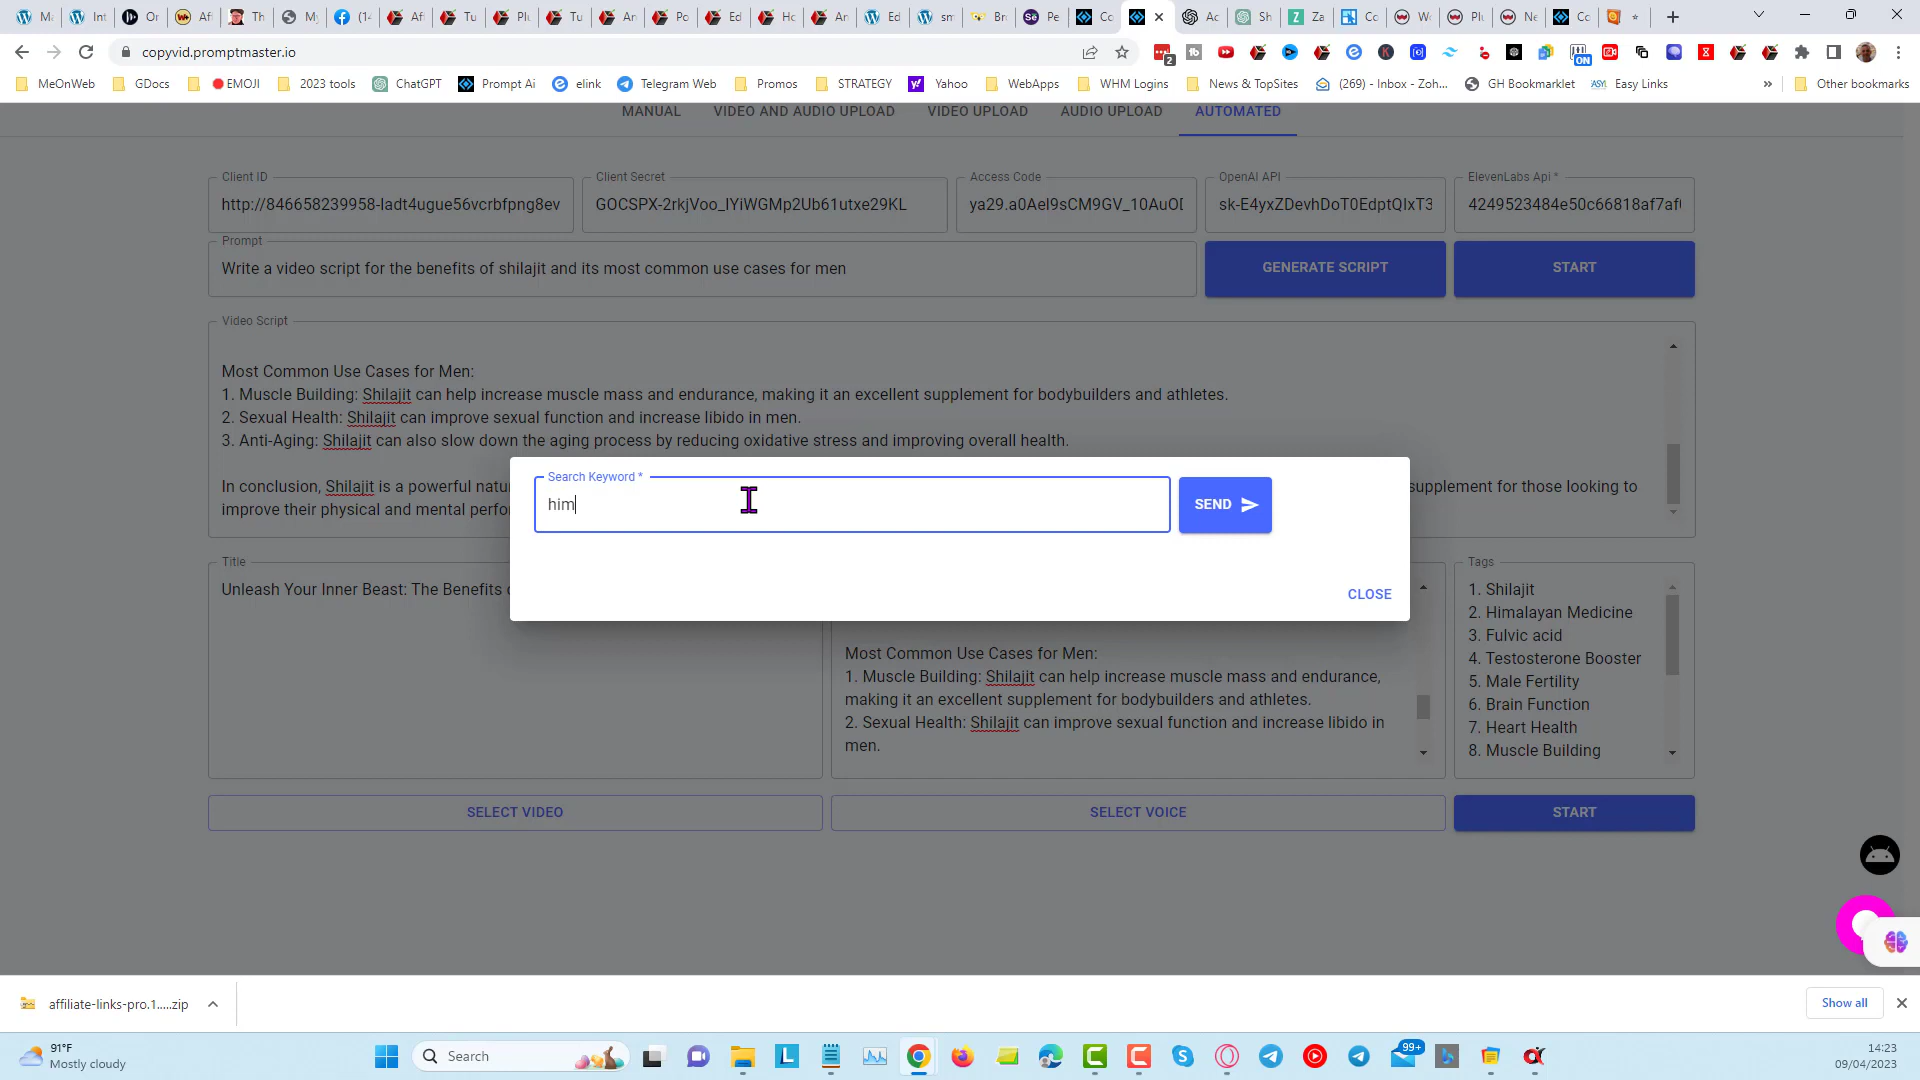 copyvid.promptmaster.io
MeOnWeb GDocs EMOJI 2023 tools ChatGPT Prompt Ai elink Telegram Web Promos STRATEGY Yahoo WebApps WHM Logins News & TopSites (269) - Inbox - Zoh... GH Bookmarklet Easy Links » Other bookmarks
MANUAL VIDEO AND AUDIO UPLOAD VIDEO UPLOAD AUDIO UPLOAD AUTOMATED
Client ID Client Secret Access Code OpenAI API ElevenLabs Api *
Prompt
Write a video script for the benefits of shilajit and its most common use cases for men
GENERATE SCRIPT START
Video Script
Most Common Use Cases for Men:
1. Muscle Building: Shilajit can help increase muscle mass and endurance, making it an excellent supplement for bodybuilders and athletes.
2. Sexual Health: Shilajit can improve sexual function and increase libido in men.
3. Anti-Aging: Shilajit can also slow down the aging process by reducing oxidative stress and improving overall health.
In conclusion, Shilajit is a powerful natu supplement for those looking to
improve their physical and mental perfo
Search Keyword *
him
SEND
CLOSE
Title
Unleash Your Inner Beast: The Benefits
Most Common Use Cases for Men:
1. Muscle Building: Shilajit can help increase muscle mass and endurance,
making it an excellent supplement for bodybuilders and athletes.
2. Sexual Health: Shilajit can improve sexual function and increase libido in
men.
Tags
1. Shilajit
2. Himalayan Medicine
3. Fulvic acid
4. Testosterone Booster
5. Male Fertility
6. Brain Function
7. Heart Health
8. Muscle Building
SELECT VIDEO SELECT VOICE START
affiliate-links-pro.1.....zip
Show all
91°F
Mostly cloudy
Search
99+
14:23
09/04/2023